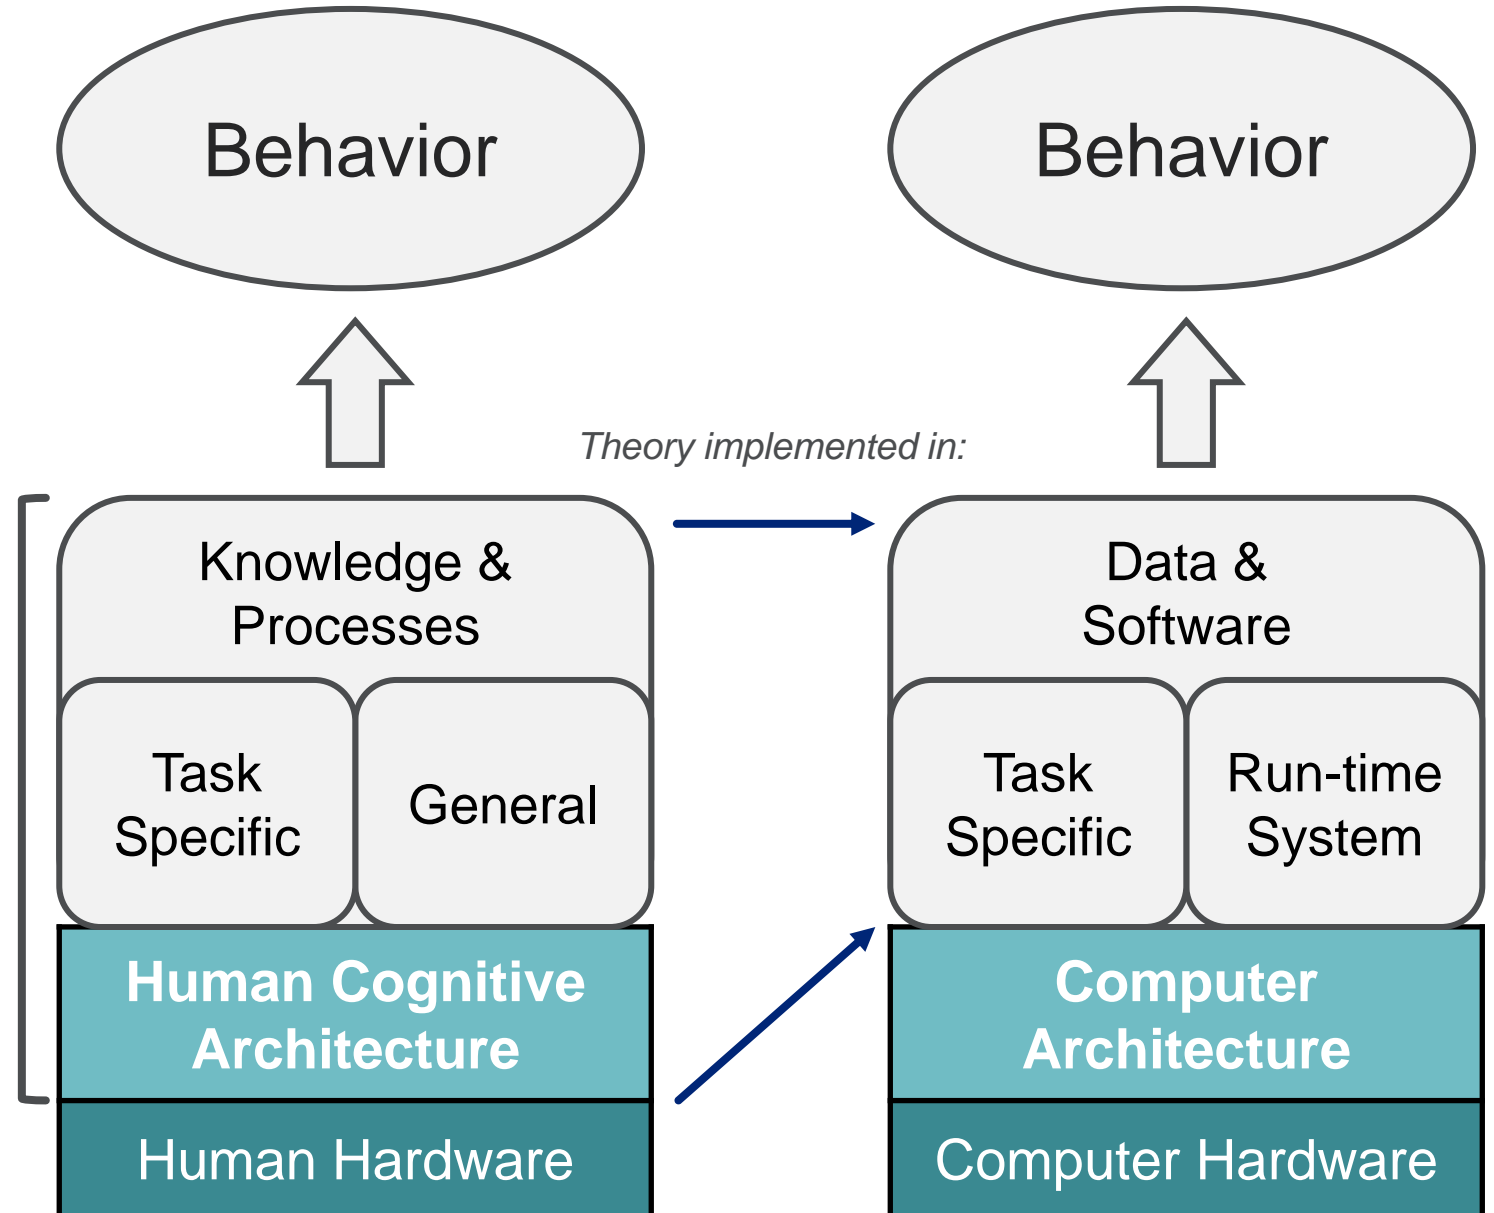 Behavior
Behavior
Theory implemented in:
Knowledge &
Processes
Data &
Software
Task
Specific
General
Task
Specific
Run-time
System
Human Cognitive
Architecture
Computer
Architecture
Human Hardware
Computer Hardware